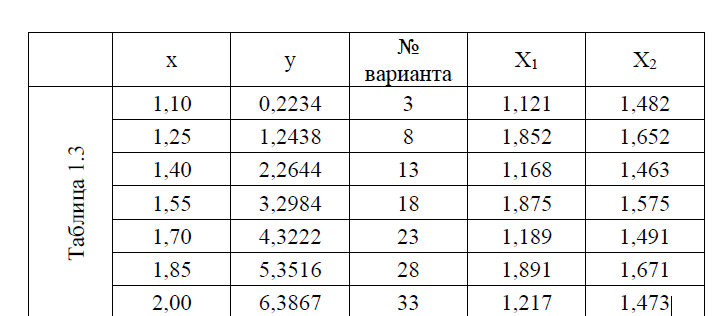 x y № варианта X₁ X₂
Таблица 1.3
1,10 0,2234 3 1,121 1,482
1,25 1,2438 8 1,852 1,652
1,40 2,2644 13 1,168 1,463
1,55 3,2984 18 1,875 1,575
1,70 4,3222 23 1,189 1,491
1,85 5,3516 28 1,891 1,671
2,00 6,3867 33 1,217 1,473